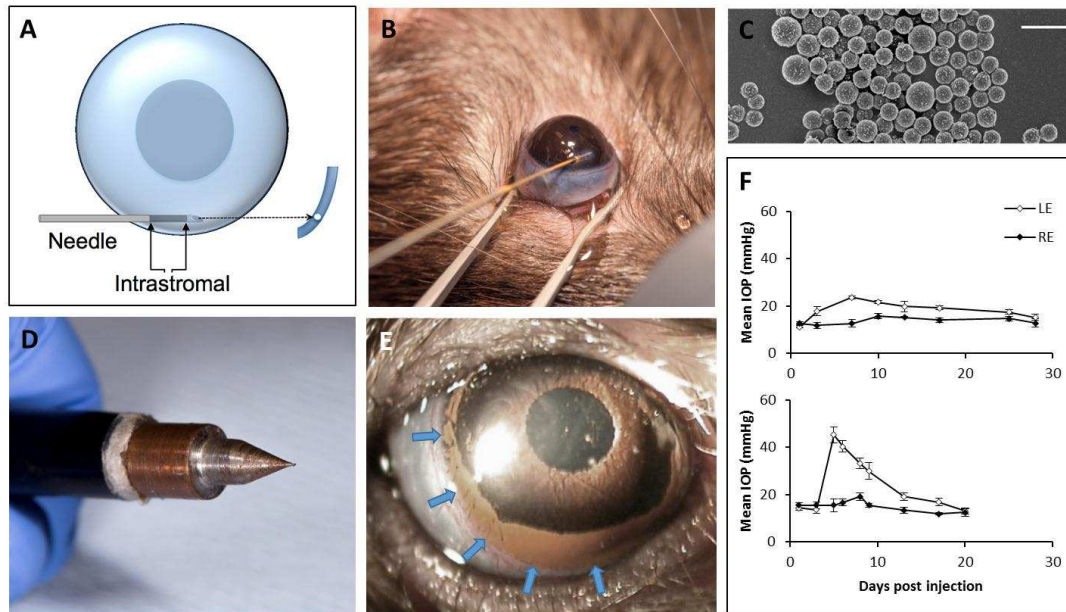 A
Needle
Intrastromal
B
C
D
E
F
Mean IOP (mmHg)
60
40
20
0
LE
RE
0
10
20
30
Mean IOP (mmHg)
60
40
20
0
0
10
20
30
Days post injection